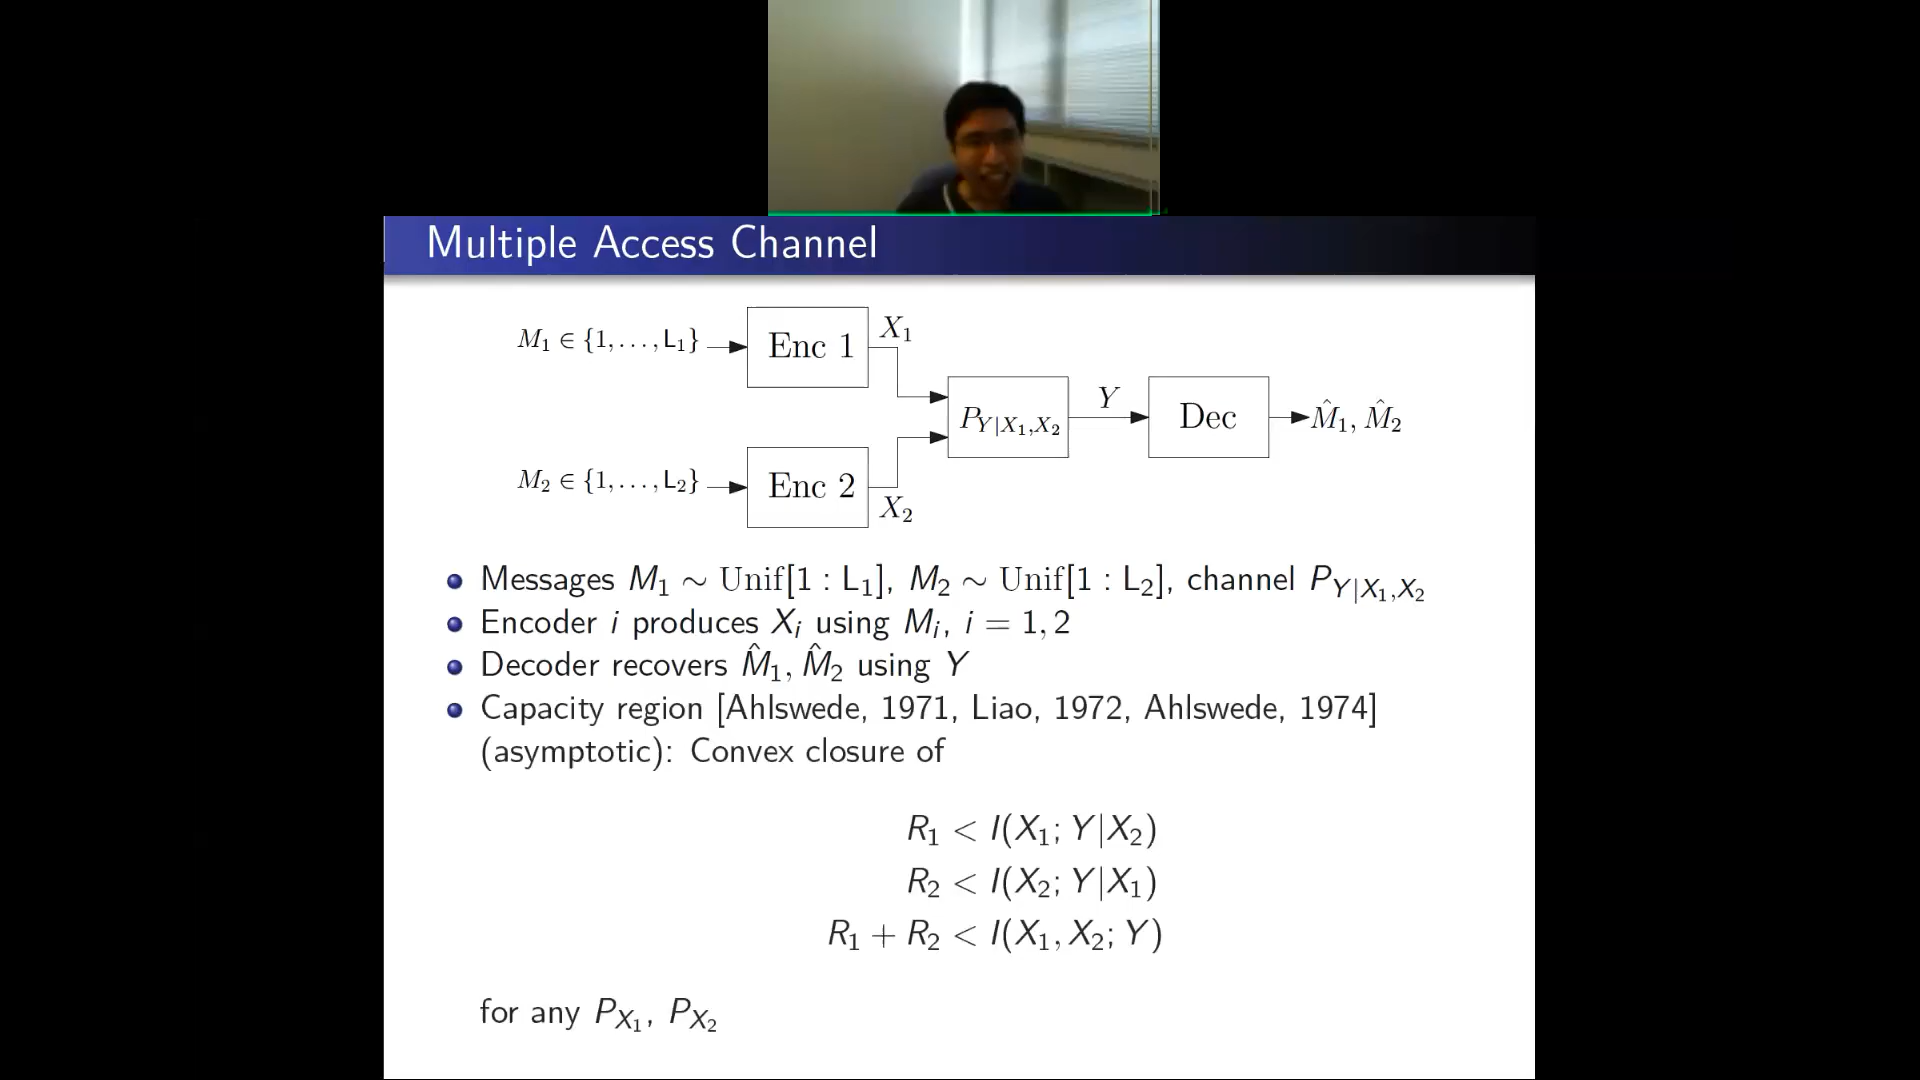 Multiple Access Channel
M₁ ∈ {1, . . . , L₁}
Enc 1
X₁
M₂ ∈ {1, . . . , L₂}
Enc 2
X₂
P_{Y|X₁,X₂}
Y
Dec
M̂₁, M̂₂
Messages M₁ ∼ Unif[1 : L₁], M₂ ∼ Unif[1 : L₂], channel P_{Y|X₁,X₂}
Encoder i produces Xᵢ using Mᵢ, i = 1, 2
Decoder recovers M̂₁, M̂₂ using Y
Capacity region [Ahlswede, 1971, Liao, 1972, Ahlswede, 1974]
(asymptotic): Convex closure of
R₁ < I(X₁; Y|X₂)
R₂ < I(X₂; Y|X₁)
R₁ + R₂ < I(X₁, X₂; Y)
for any P_{X₁}, P_{X₂}